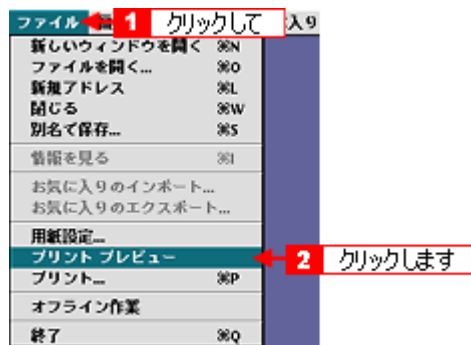 ファイル 1 クリックして 入り
新しいウィンドウを開く ⌘N
ファイルを開く... ⌘O
新規アドレス ⌘L
閉じる ⌘W
別名で保存... ⌘S
情報を見る ⌘I
お気に入りのインポート...
お気に入りのエクスポート...
用紙設定...
プリント プレビュー 2 クリックします
プリント... ⌘P
オフライン作業
終了 ⌘Q